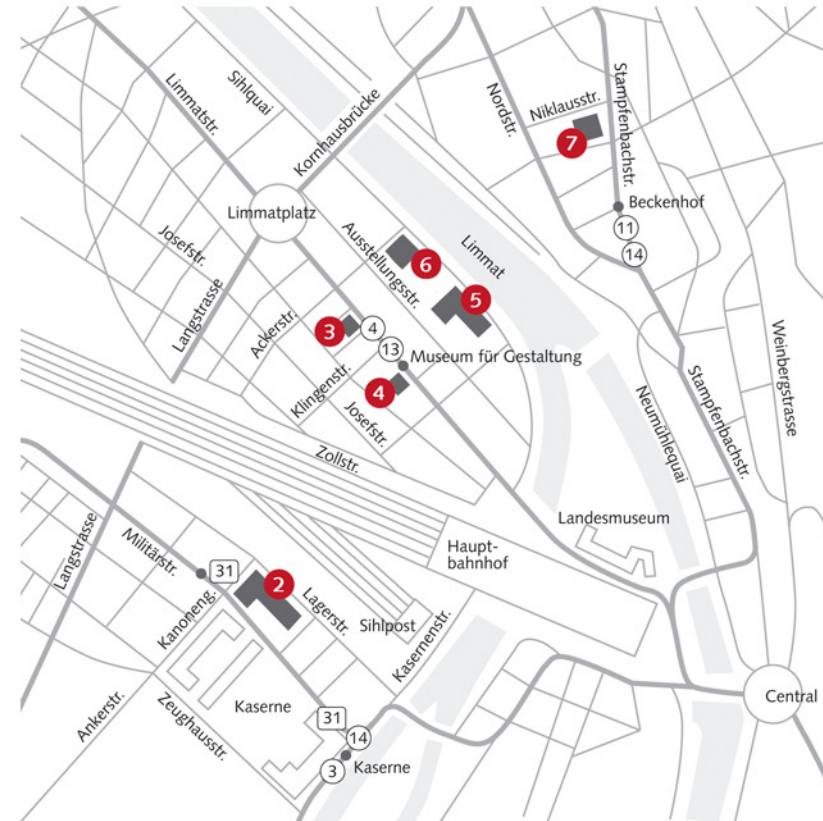 Limmatstr.
Sihlquai
Kornhausbrücke
Nordstr.
Niklausstr.
Stampfenbachstr.
7
Beckenhof
11
14
Limmatplatz
Josefstr.
Langstrasse
Ausstellungsstr.
Limmat
6
5
Ackerstr.
3
4
13
Museum für Gestaltung
Klingenstr.
4
Josefstr.
Zollstr.
Neumühlequai
Stampfenbachstr.
Weinbergstrasse
Landesmuseum
Haupt-
bahnhof
Langstrasse
Militärstr.
31
2
Kanoneng.
Lagerstr.
Sihlpost
Kasernenstr.
Ankerstr.
Zeughausstr.
Kaserne
31
14
3
Kaserne
Central